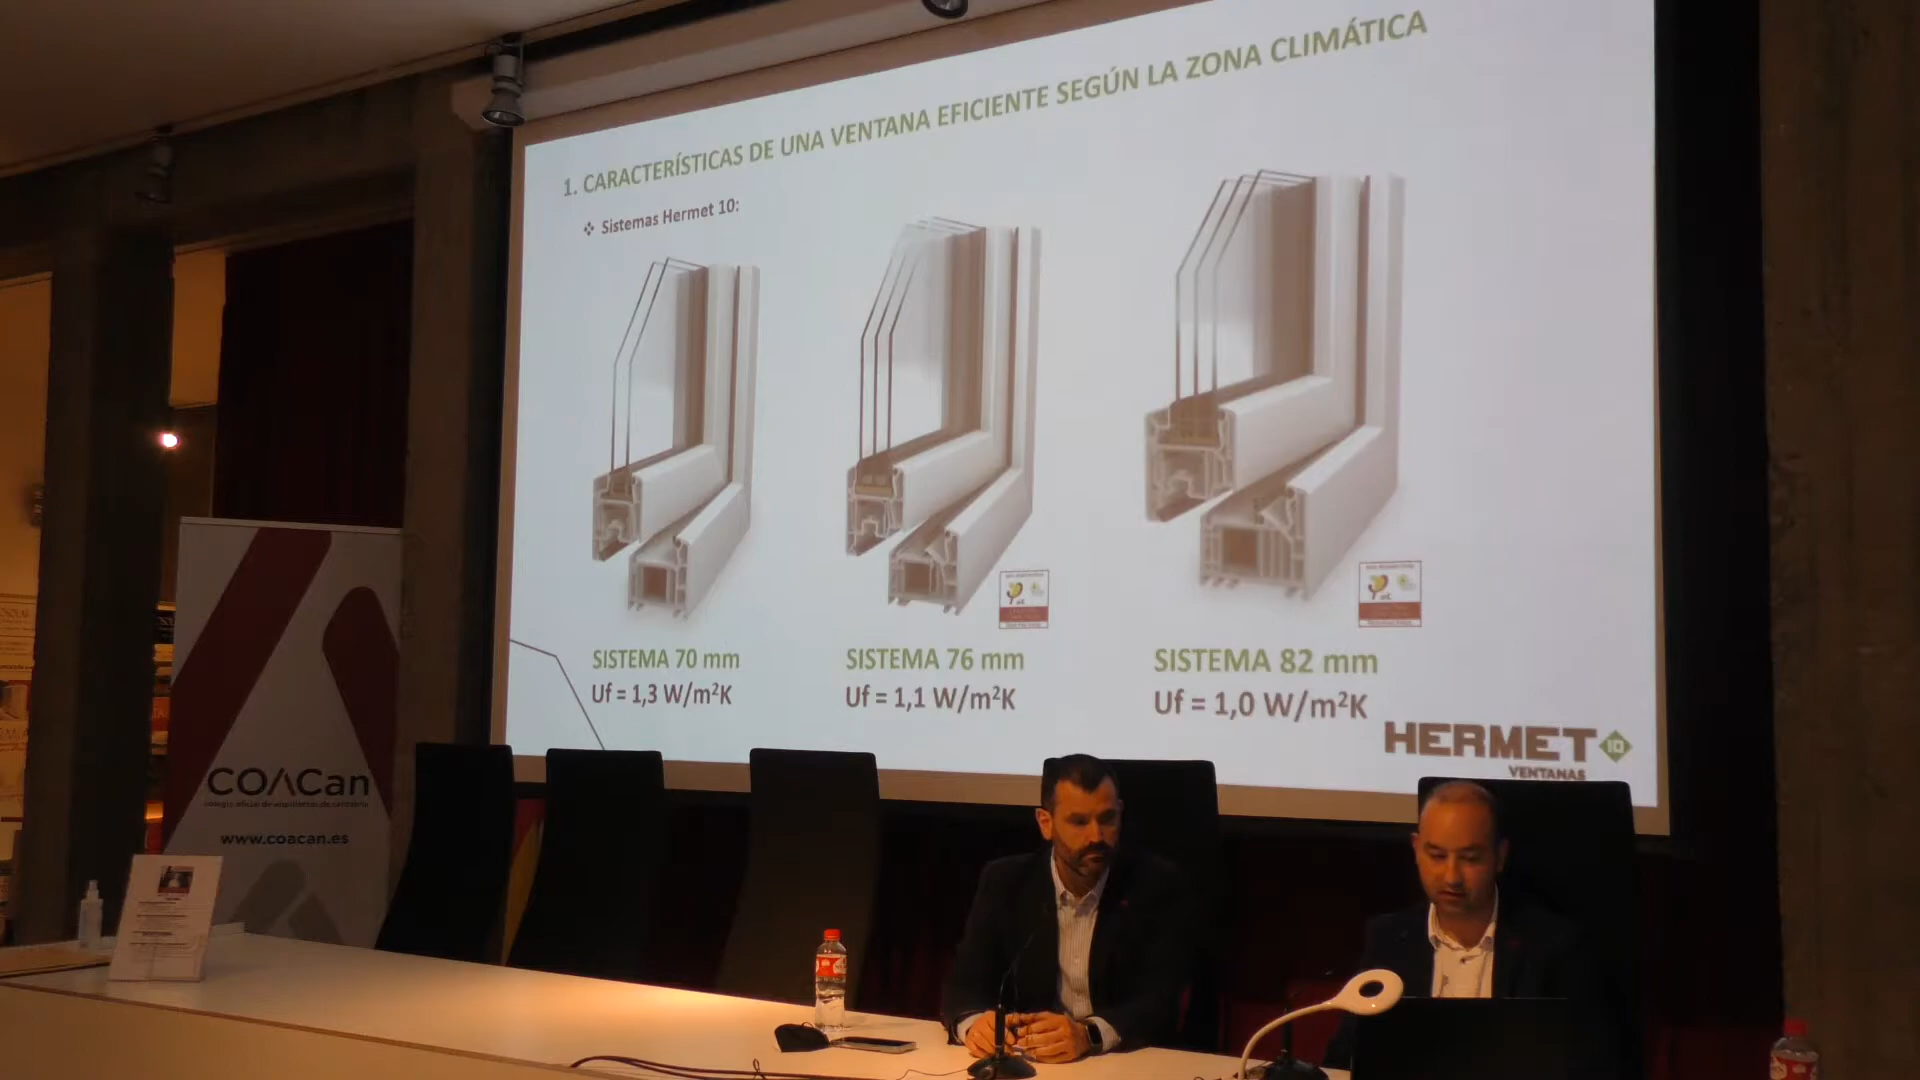 1. CARACTERÍSTICAS DE UNA VENTANA EFICIENTE SEGÚN LA ZONA CLIMÁTICA
❖ Sistemas Hermet 10:
SISTEMA 70 mm
Uf = 1,3 W/m²K
SISTEMA 76 mm
Uf = 1,1 W/m²K
SISTEMA 82 mm
Uf = 1,0 W/m²K
HERMET 10
VENTANAS
COACan
colegio oficial de arquitectos de cantabria
www.coacan.es